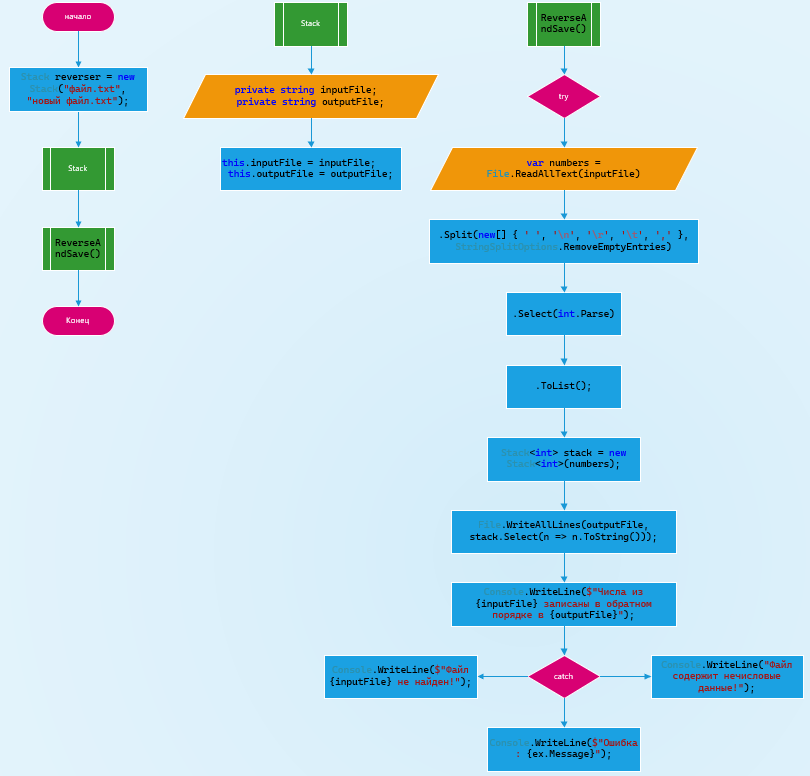 начало
Stack reverser = new
Stack("файл.txt",
"новый файл.txt");
Stack
ReverseA
ndSave()
Конец
Stack
private string inputFile;
private string outputFile;
this.inputFile = inputFile;
this.outputFile = outputFile;
ReverseA
ndSave()
try
var numbers =
File.ReadAllText(inputFile)
.Split(new[] { ' ', '\n', '\r', '\t', ',' },
StringSplitOptions.RemoveEmptyEntries)
.Select(int.Parse)
.ToList();
Stack<int> stack = new
Stack<int>(numbers);
File.WriteAllLines(outputFile,
stack.Select(n => n.ToString()));
Console.WriteLine($"Числа из
{inputFile} записаны в обратном
порядке в {outputFile}");
catch
Console.WriteLine($"Файл
{inputFile} не найден!");
Console.WriteLine("Файл
содержит нечисловые
данные!");
Console.WriteLine($"Ошибка
: {ex.Message}");